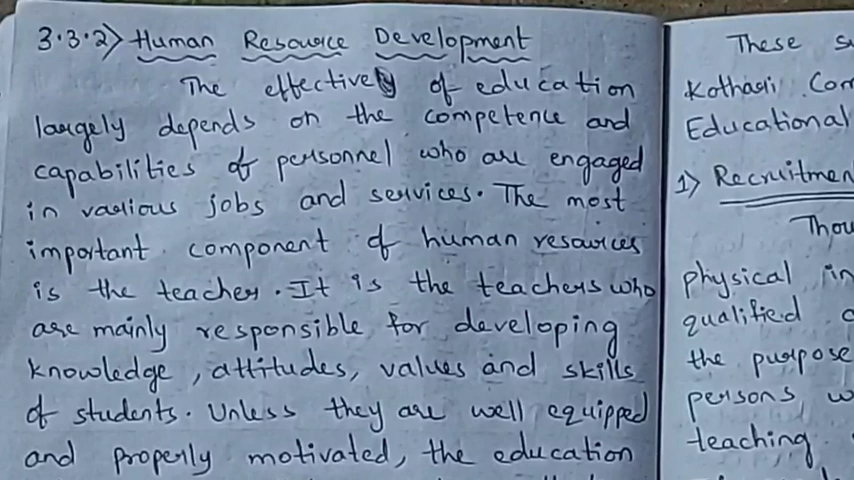 3.3.2) Human Resource Development
The effectively of education
largely depends on the competence and
capabilities of personnel who are engaged
in various jobs and services. The most
important component of human resources
is the teacher. It is the teachers who
are mainly responsible for developing
knowledge, attitudes, values and skills
of students. Unless they are well equipped
and properly motivated, the education
These
Kothari
Educational
1) Recruitmen
Thou
physical in
qualified
the purpose
persons
teaching